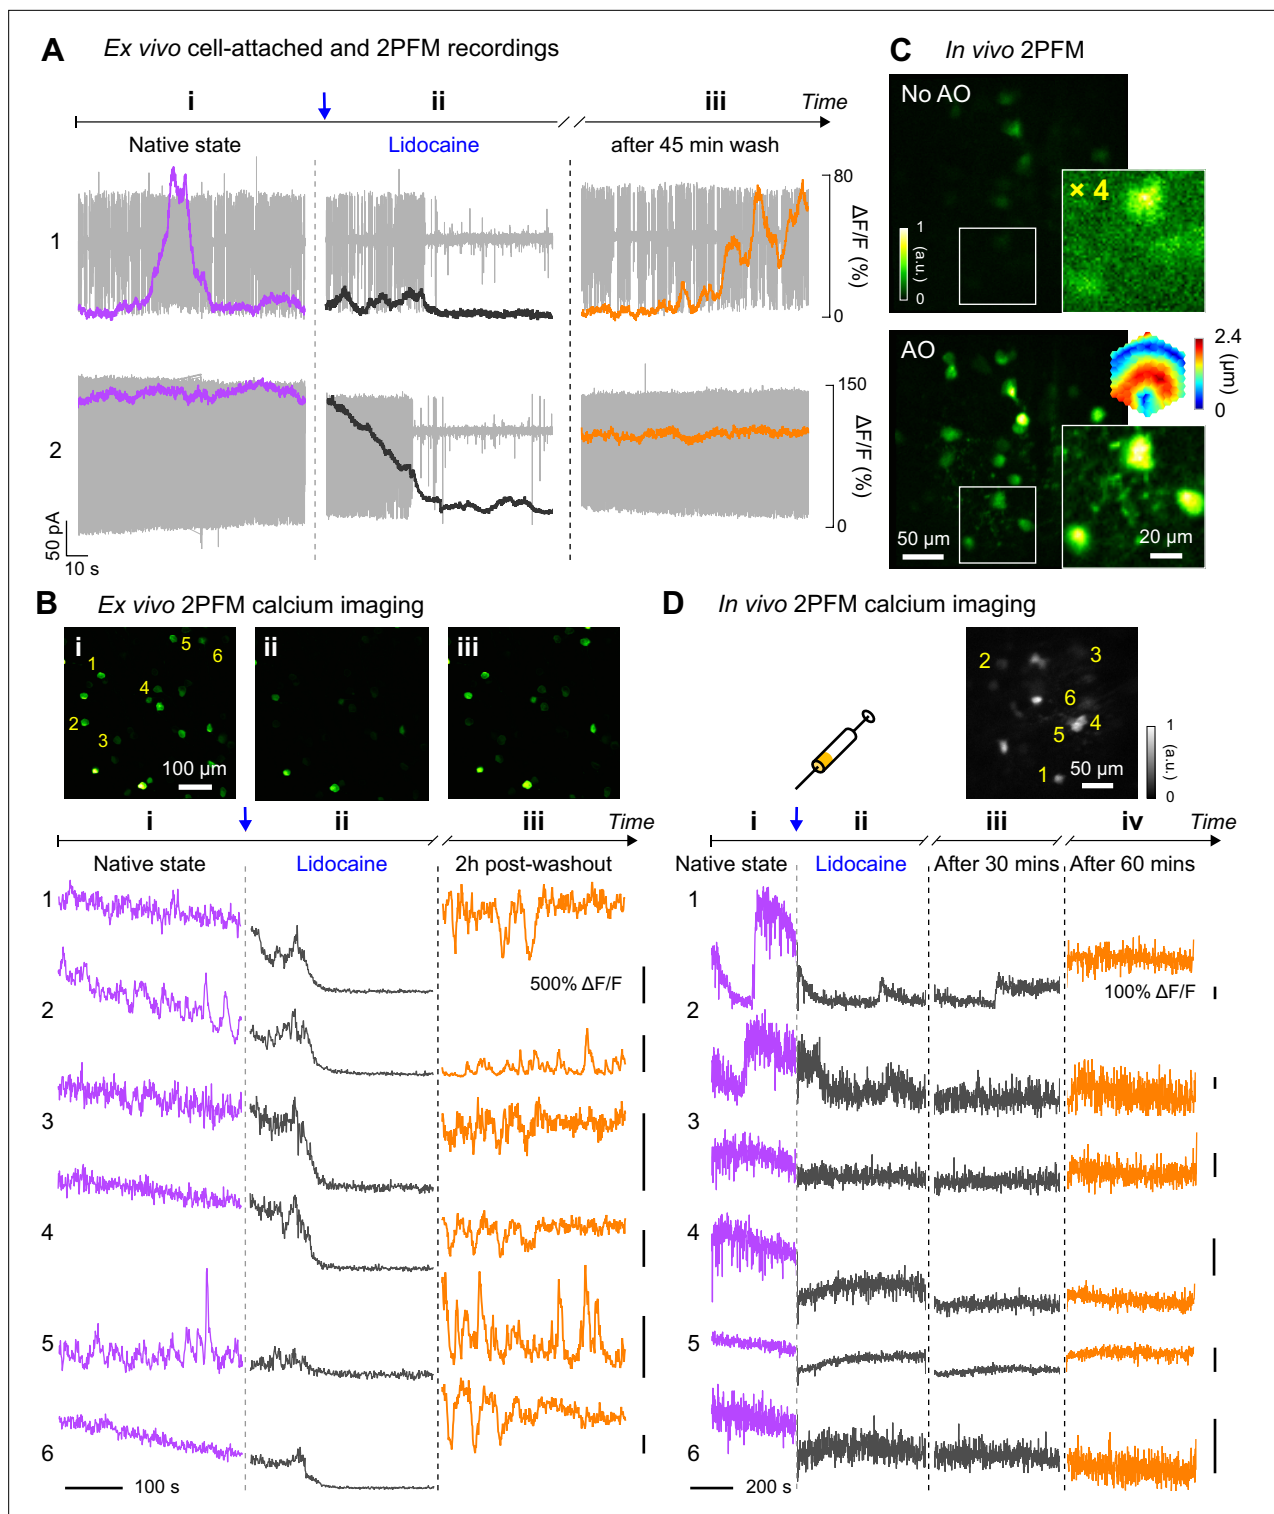 A Ex vivo cell-attached and 2PFM recordings
i ii iii Time
Native state Lidocaine after 45 min wash
1
80
ΔF/F (%)
0
2
150
ΔF/F (%)
0
50 pA
10 s
C In vivo 2PFM
No AO
× 4
1
(a.u.)
0
AO
2.4
(µm)
0
50 µm
20 µm
B Ex vivo 2PFM calcium imaging
i ii iii
1 2 3 4 5 6
100 µm
i ii iii Time
Native state Lidocaine 2h post-washout
1
500% ΔF/F
2
3
4
5
6
100 s
D In vivo 2PFM calcium imaging
2 3
6
5 4
1
50 µm
1
(a.u.)
0
i ii iii iv Time
Native state Lidocaine After 30 mins After 60 mins
1
100% ΔF/F
2
3
4
5
6
200 s